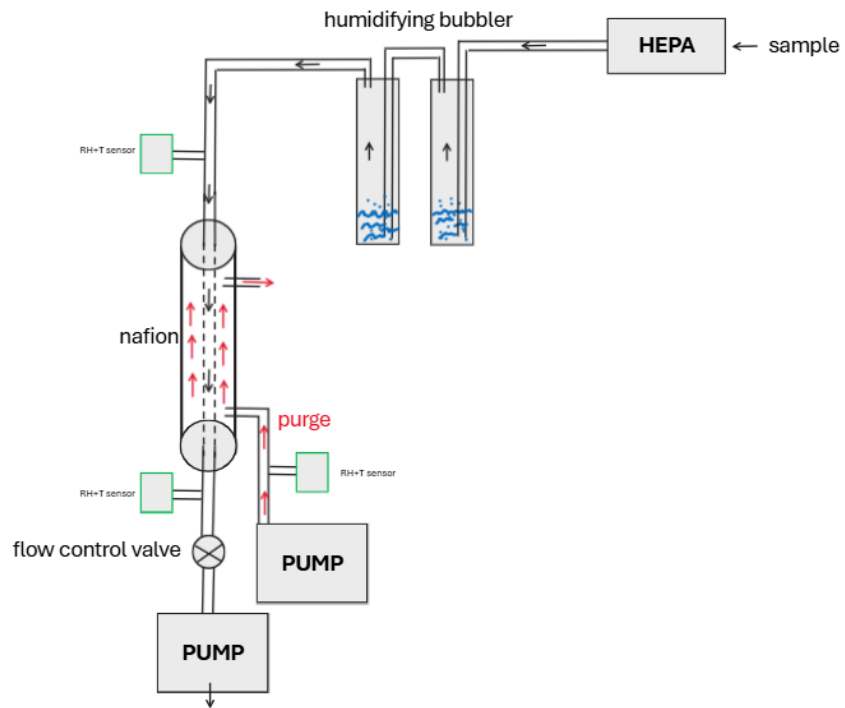 humidifying bubbler
HEPA
sample
RH+T sensor
nafion
purge
RH+T sensor
RH+T sensor
flow control valve
PUMP
PUMP